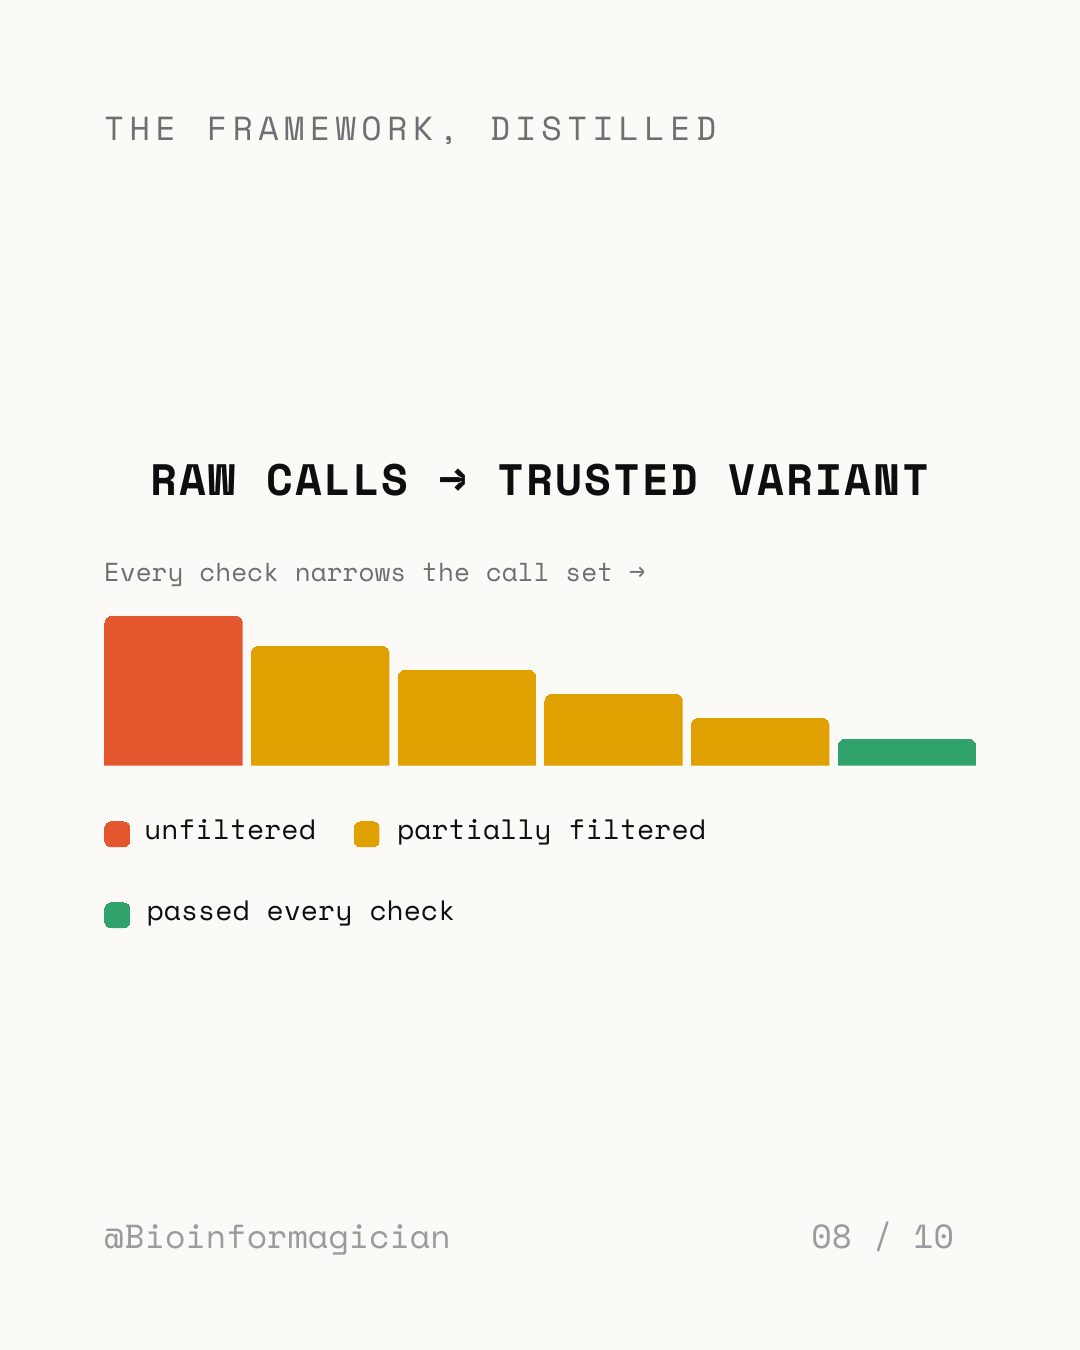 THE FRAMEWORK, DISTILLED
RAW CALLS → TRUSTED VARIANT
Every check narrows the call set →
unfiltered partially filtered
passed every check
@Bioinformagician 08 / 10